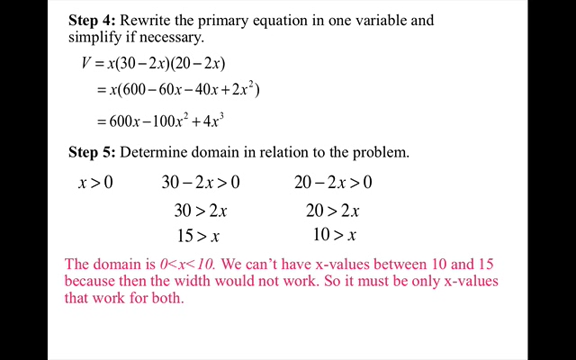 Step 4: Rewrite the primary equation in one variable and
simplify if necessary.
V = x(30 − 2x)(20 − 2x)
= x(600 − 60x − 40x + 2x²)
= 600x − 100x² + 4x³
Step 5: Determine domain in relation to the problem.
x > 0 30 − 2x > 0 20 − 2x > 0
30 > 2x 20 > 2x
15 > x 10 > x
The domain is 0<x<10. We can't have x-values between 10 and 15
because then the width would not work. So it must be only x-values
that work for both.